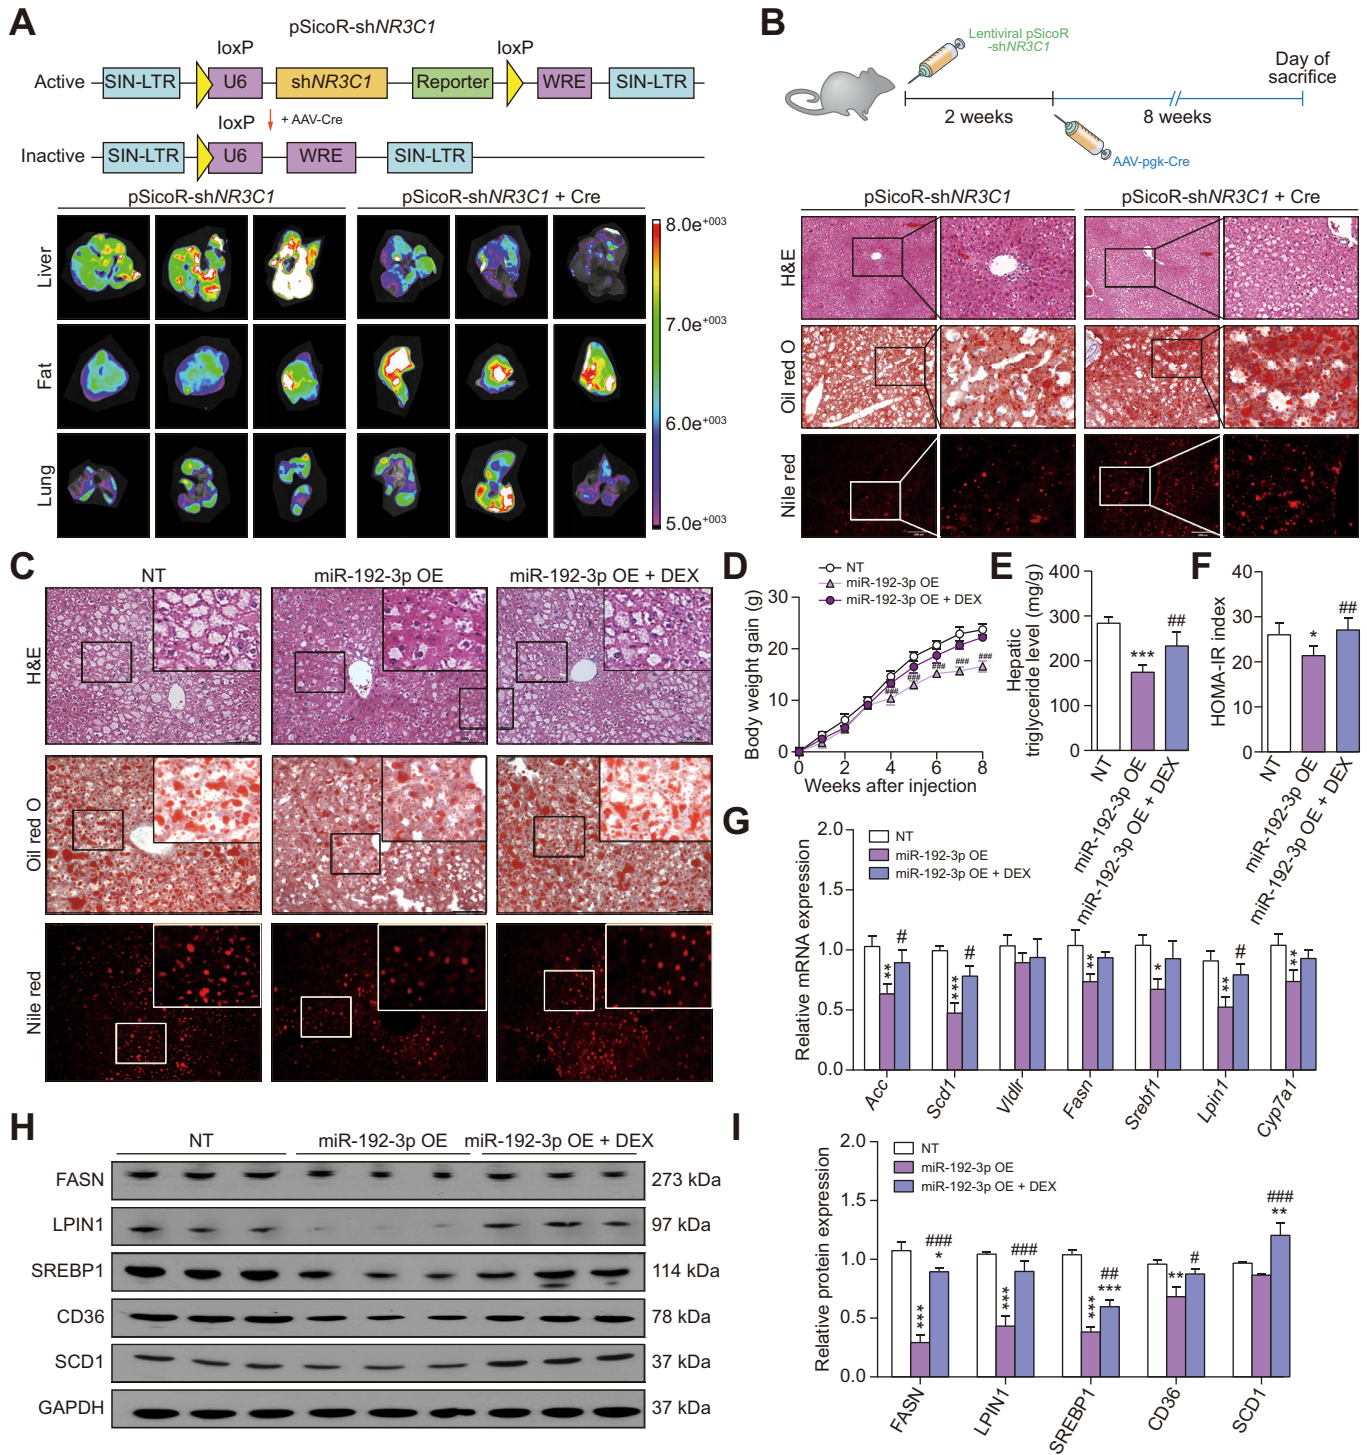 A
pSicoR-shNR3C1
loxP
loxP
Active
SIN-LTR
U6
shNR3C1
Reporter
WRE
SIN-LTR
loxP
+ AAV-Cre
Inactive
SIN-LTR
U6
WRE
SIN-LTR
pSicoR-shNR3C1
pSicoR-shNR3C1 + Cre
Liver
Fat
Lung
8.0e+003
7.0e+003
6.0e+003
5.0e+003
B
Lentiviral pSicoR
-shNR3C1
Day of
sacrifice
2 weeks
8 weeks
AAV-pgk-Cre
pSicoR-shNR3C1
pSicoR-shNR3C1 + Cre
H&E
Oil red O
Nile red
C
NT
miR-192-3p OE
miR-192-3p OE + DEX
H&E
Oil red O
Nile red
D
NT
miR-192-3p OE
miR-192-3p OE + DEX
Body weight gain (g)
30
20
10
0
###
###
###
###
###
0
2
4
6
8
Weeks after injection
E
Hepatic
triglyceride level (mg/g)
400
300
200
100
0
***
##
NT
miR-192-3p OE
miR-192-3p OE + DEX
F
HOMA-IR index
40
30
20
10
0
*
##
NT
miR-192-3p OE
miR-192-3p OE + DEX
G
NT
miR-192-3p OE
miR-192-3p OE + DEX
Relative mRNA expression
2.0
1.5
1.0
0.5
0.0
**
#
***
#
**
*
**
#
**
Acc
Scd1
Vldlr
Fasn
Srebf1
Lpin1
Cyp7a1
H
NT
miR-192-3p OE
miR-192-3p OE + DEX
FASN
273 kDa
LPIN1
97 kDa
SREBP1
114 kDa
CD36
78 kDa
SCD1
37 kDa
GAPDH
37 kDa
I
NT
miR-192-3p OE
miR-192-3p OE + DEX
Relative protein expression
2.0
1.5
1.0
0.5
0.0
***
###
*
***
###
***
##
***
**
#
###
**
FASN
LPIN1
SREBP1
CD36
SCD1